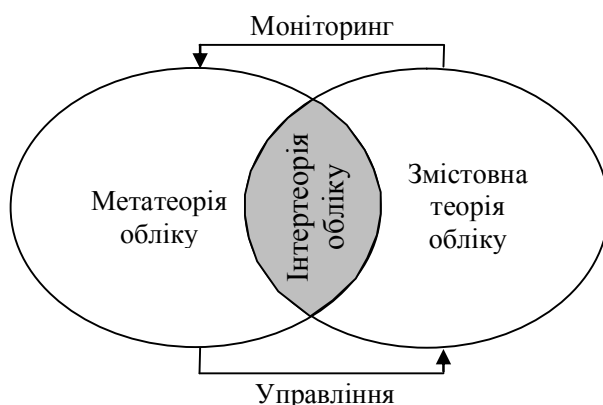 Моніторинг
Метатеорія
обліку
Інтертеорія
обліку
Змістовна
теорія
обліку
Управління